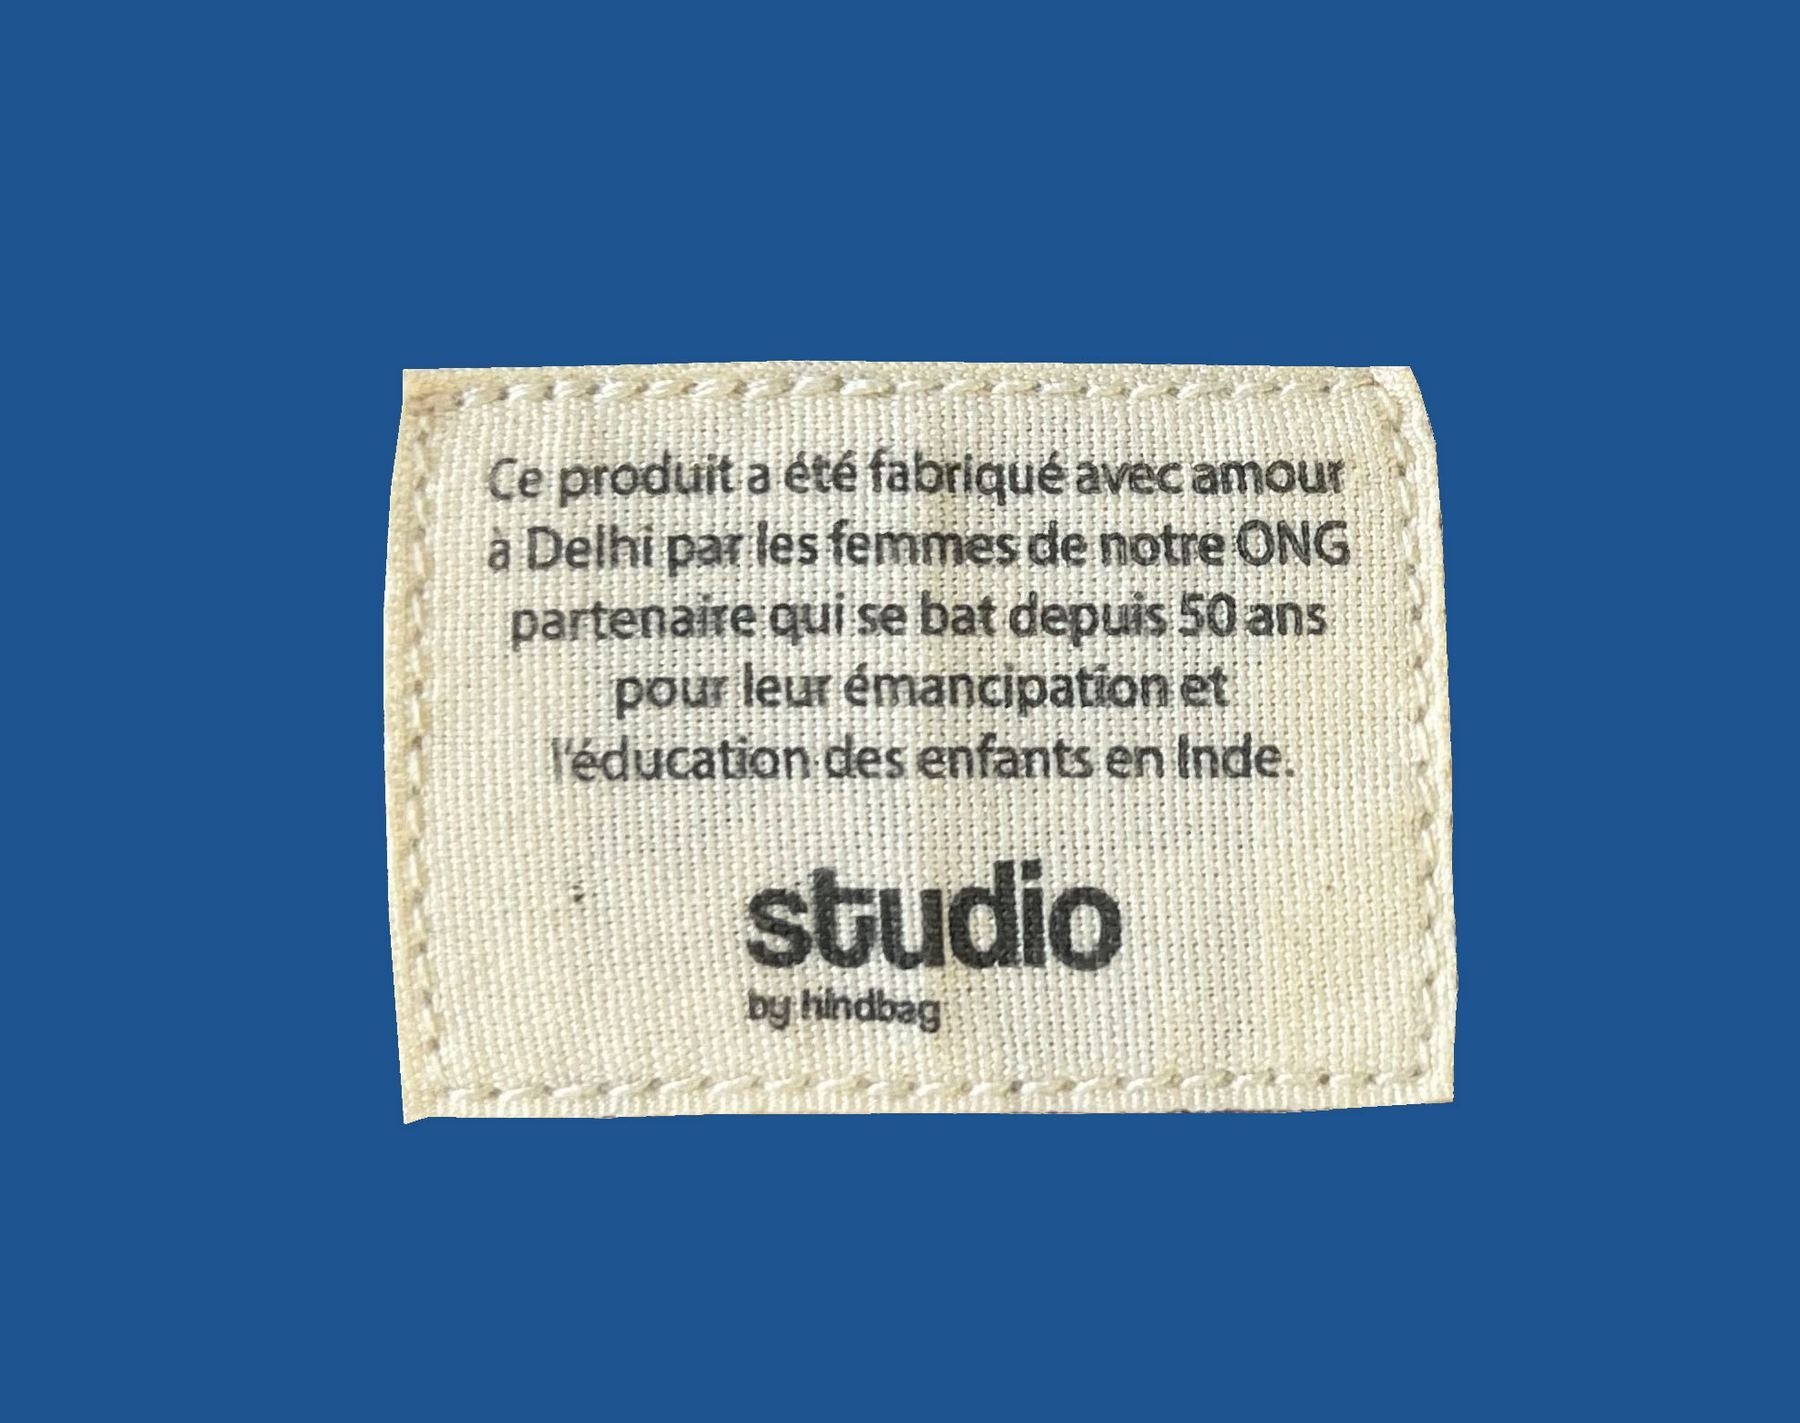 Ce produit a été fabriqué avec amour
à Delhi par les femmes de notre ONG
partenaire qui se bat depuis 50 ans
pour leur émancipation et
l'éducation des enfants en Inde.
studio
by hindbag